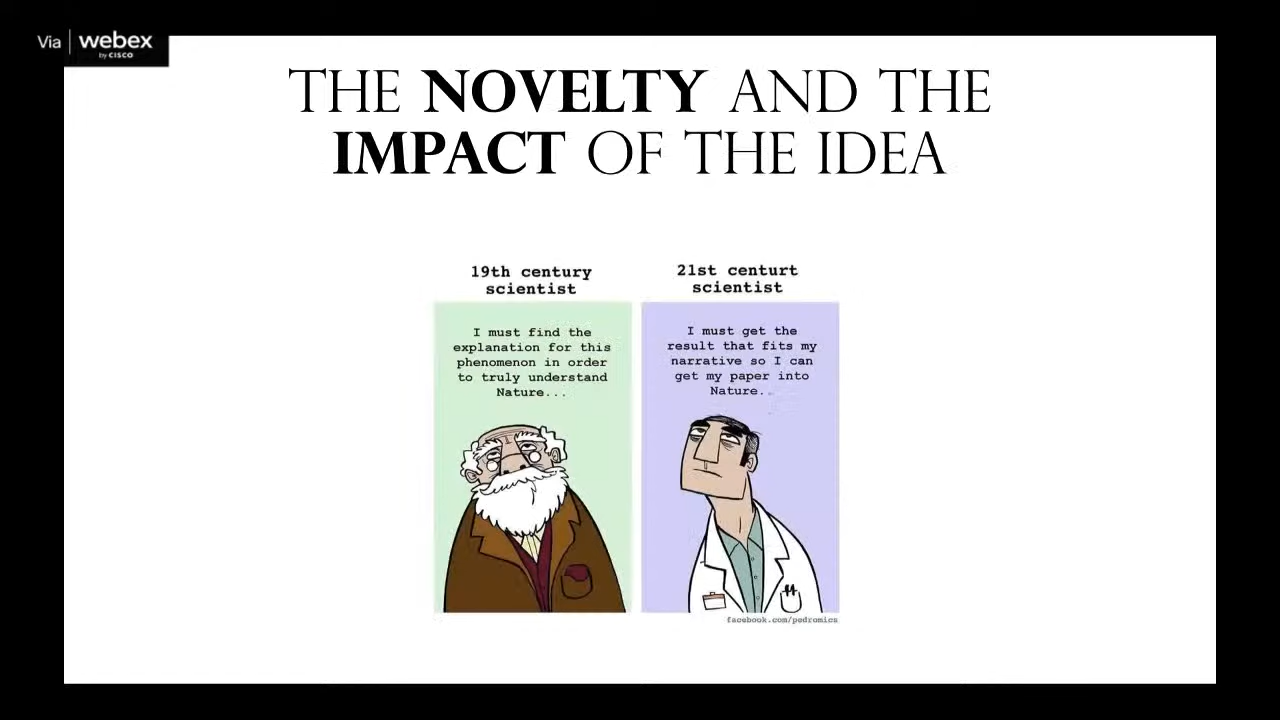 Via webex
by CISCO
THE NOVELTY AND THE
IMPACT OF THE IDEA
19th century
scientist
I must find the
explanation for this
phenomenon in order
to truly understand
Nature...
21st centurt
scientist
I must get the
result that fits my
narrative so I can
get my paper into
Nature..
facebook.com/pedromics